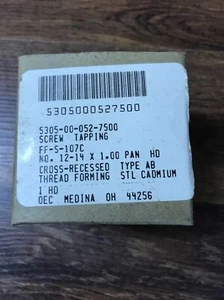 5305000527500
5305-00-052-7500
SCREW TAPPING
FF-S-107C
NO. 12-14 X 1.00 PAN HD
CROSS-RECESSED TYPE AB
THREAD FORMING STL CADMIUM
1 HD
OEC MEDINA OH 44256